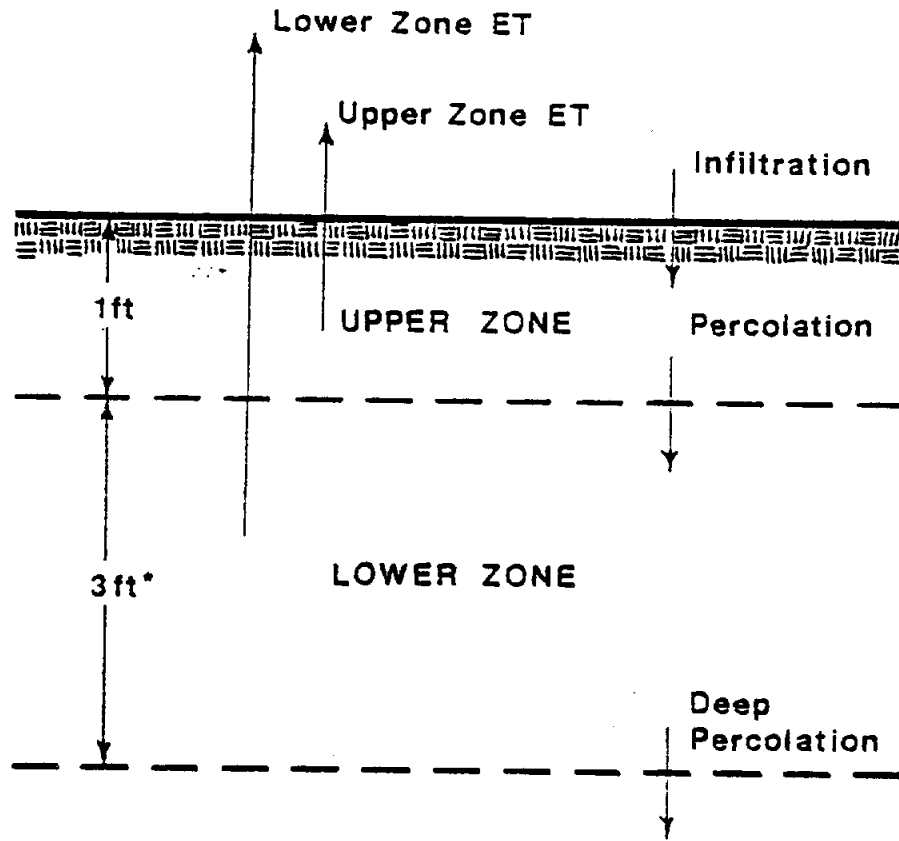 Lower Zone ET
Upper Zone ET
Infiltration
1ft
UPPER ZONE
Percolation
3ft*
LOWER ZONE
Deep
Percolation